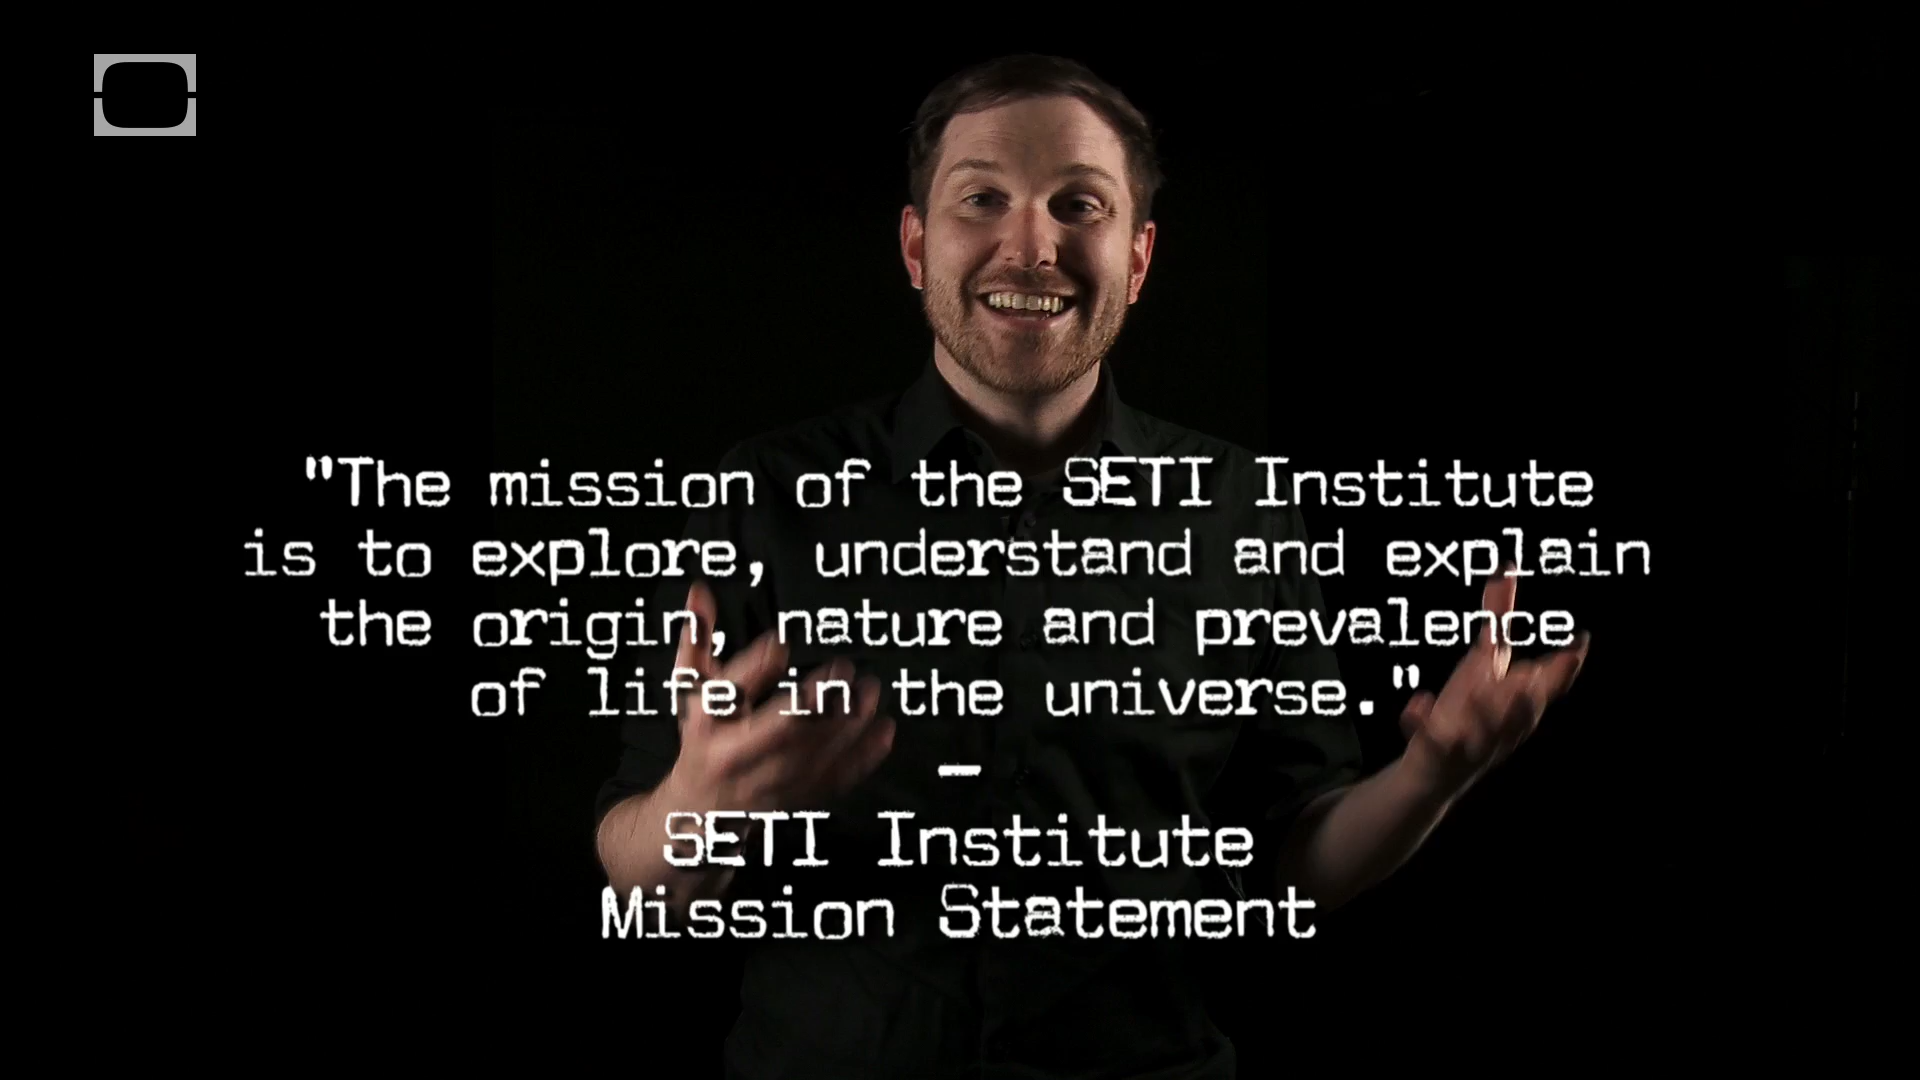 "The mission of the SETI Institute
is to explore, understand and explain
the origin, nature and prevalence
of life in the universe."
—
SETI Institute
Mission Statement